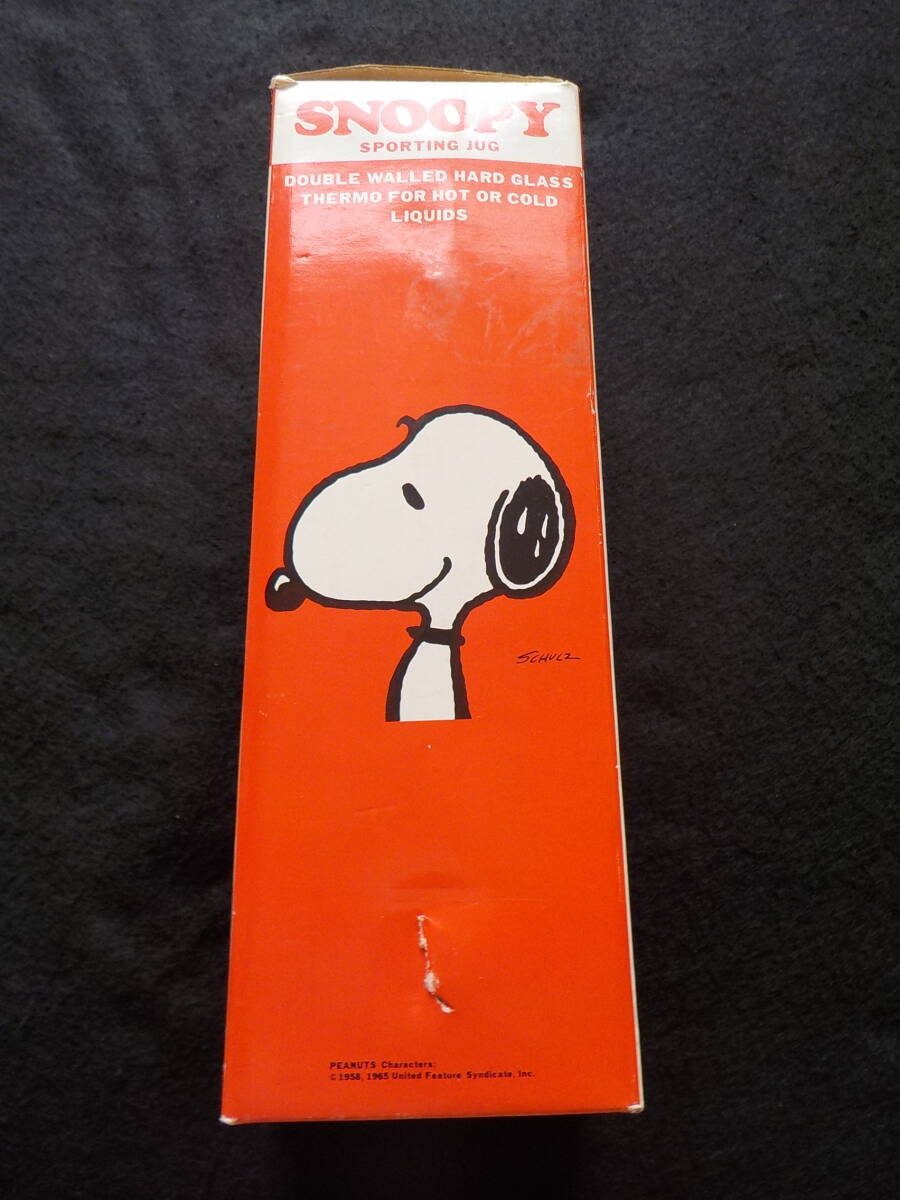 SNOOPY
SPORTING JUG
DOUBLE WALLED HARD GLASS
THERMO FOR HOT OR COLD
LIQUIDS
SCHULZ
PEANUTS Characters:
© 1958, 1965 United Feature Syndicate, Inc.